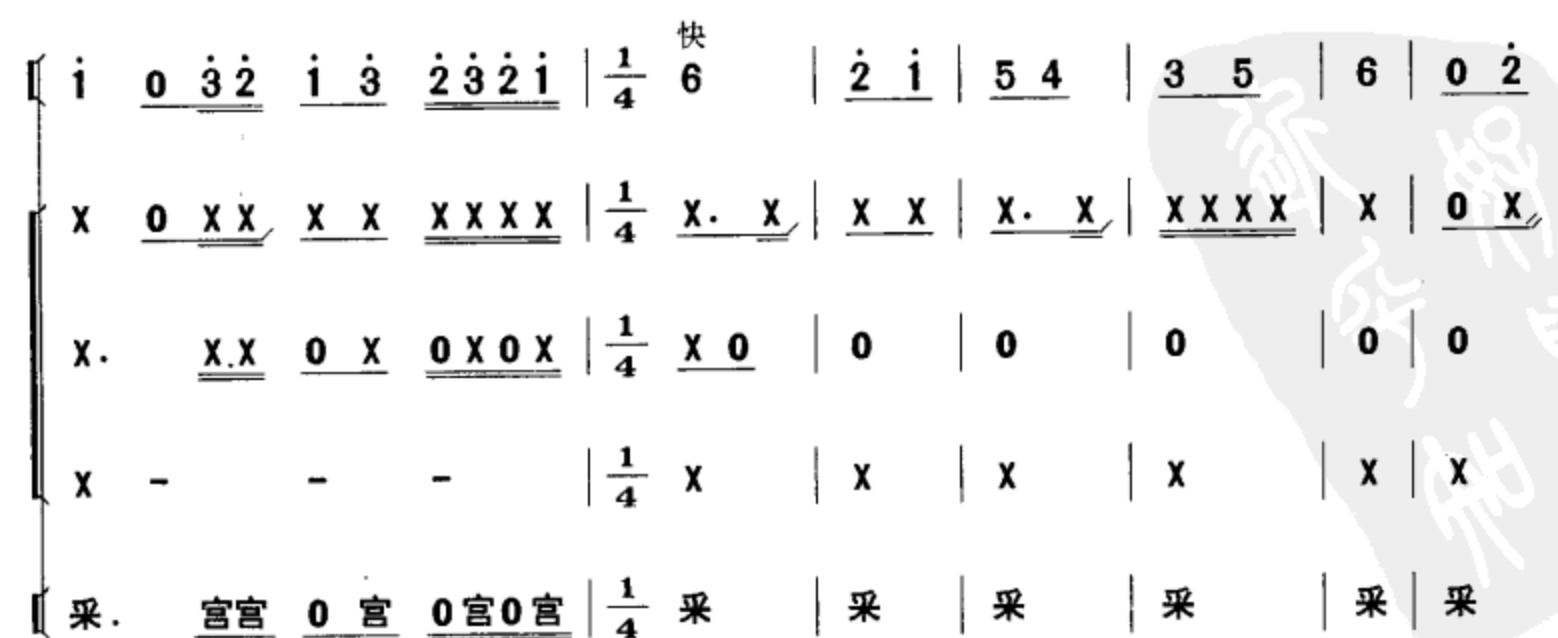 快
i̇ 0 3̇ 2̇ i̇ 3̇ 2̇ 3̇ 2̇ i̇ | 1/4 6 | 2̇ i̇ | 5 4 | 3 5 | 6 | 0 2̇
X 0 X X X X X X X X | 1/4 X. X | X X | X. X | X X X X | X | 0 X
X. X. X 0 X 0 X 0 X | 1/4 X 0 | 0 | 0 | 0 | 0 | 0
X - - - | 1/4 X | X | X | X | X | X
采. 宫宫 0 宫 0宫0宫 | 1/4 采 | 采 | 采 | 采 | 采 | 采